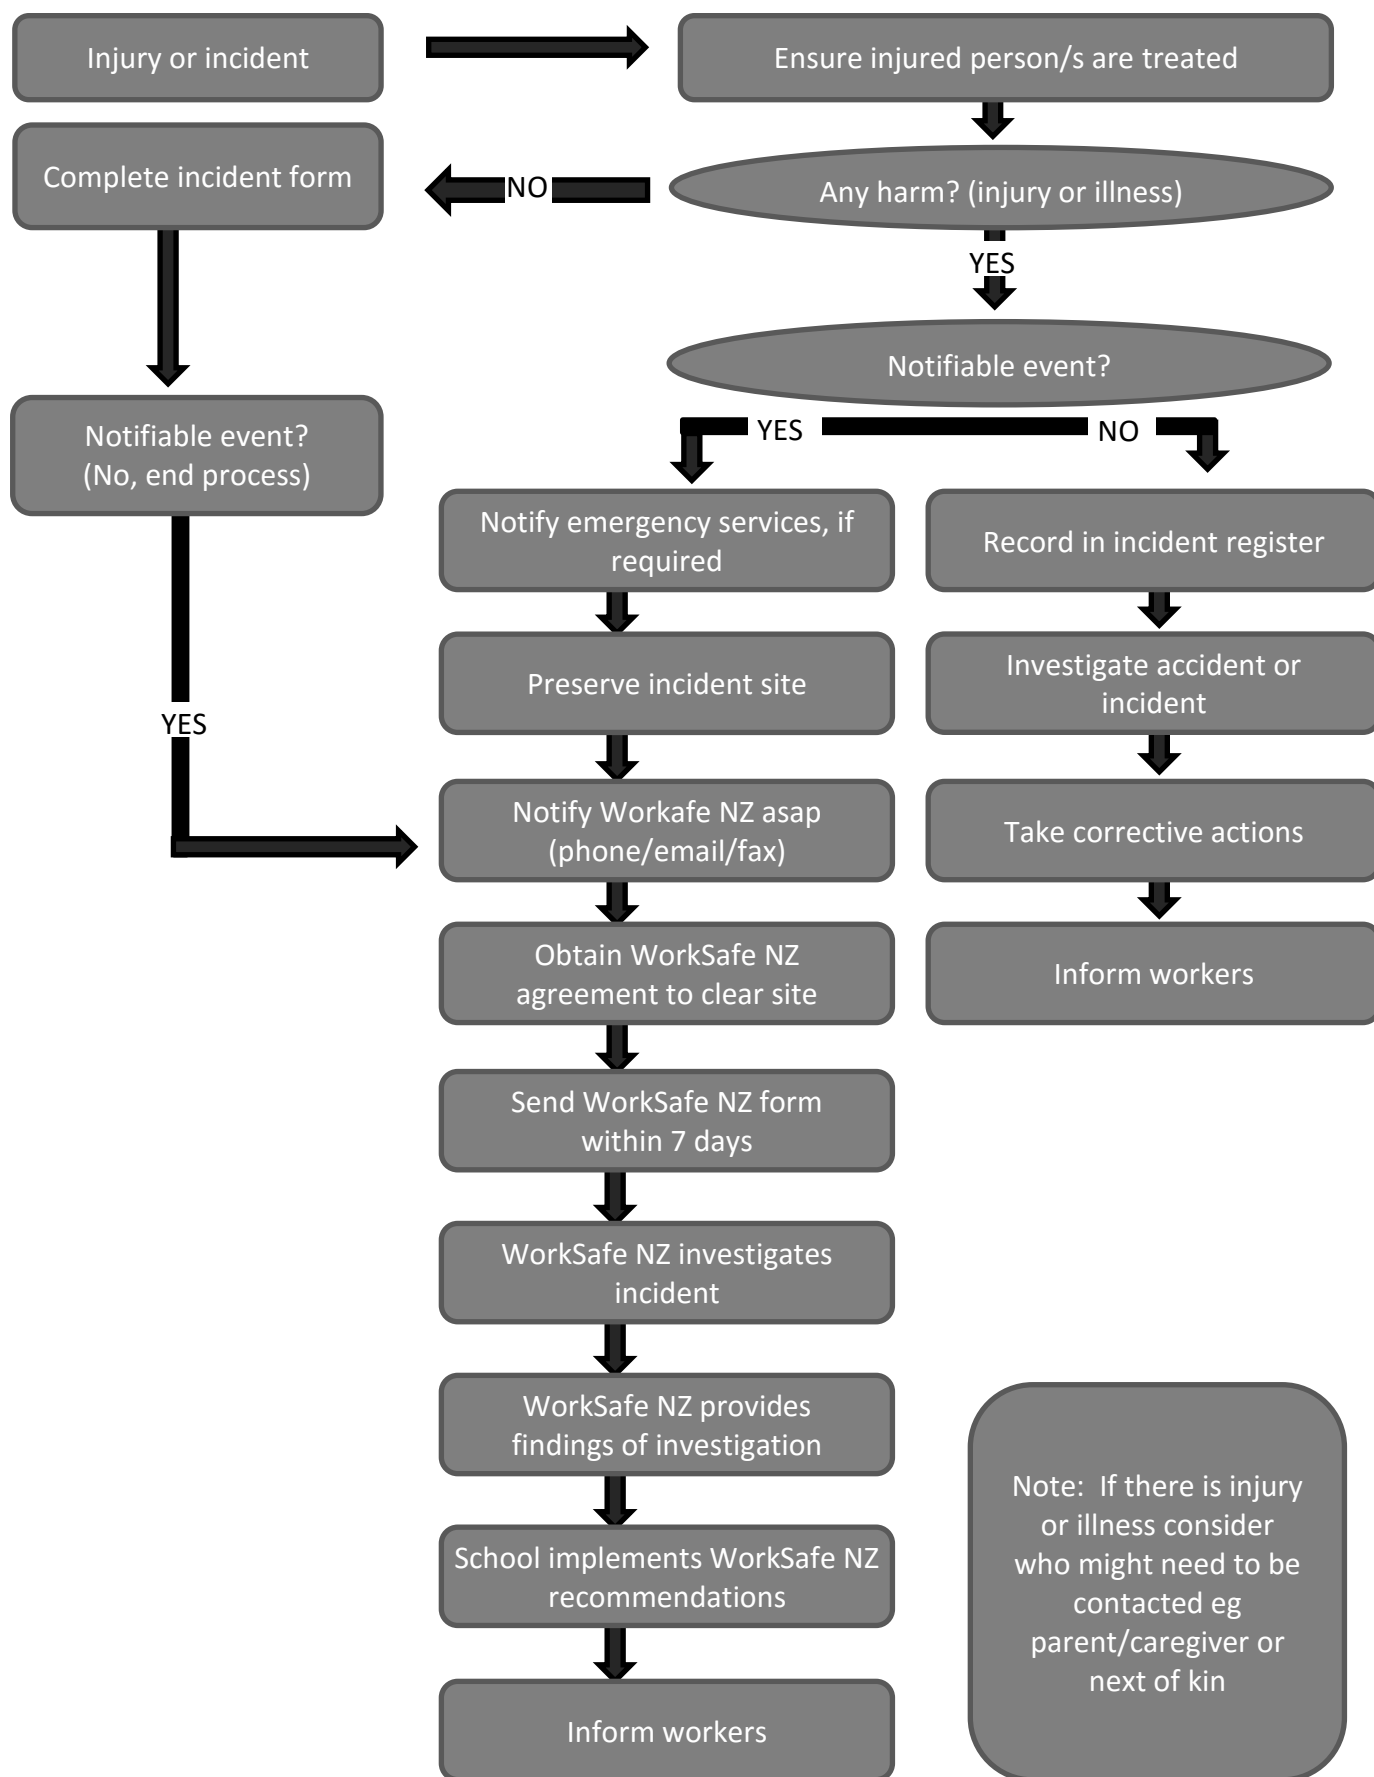 Injury or incident
Ensure injured person/s are treated
Complete incident form
NO
Any harm? (injury or illness)
YES
Notifiable event?
Notifiable event?
(No, end process)
YES
NO
Notify emergency services, if
required
Record in incident register
Preserve incident site
Investigate accident or
incident
YES
Notify Workafe NZ asap
(phone/email/fax)
Take corrective actions
Obtain WorkSafe NZ
agreement to clear site
Inform workers
Send WorkSafe NZ form
within 7 days
WorkSafe NZ investigates
incident
WorkSafe NZ provides
findings of investigation
School implements WorkSafe NZ
recommendations
Inform workers
Note:  If there is injury
or illness consider
who might need to be
contacted eg
parent/caregiver or
next of kin